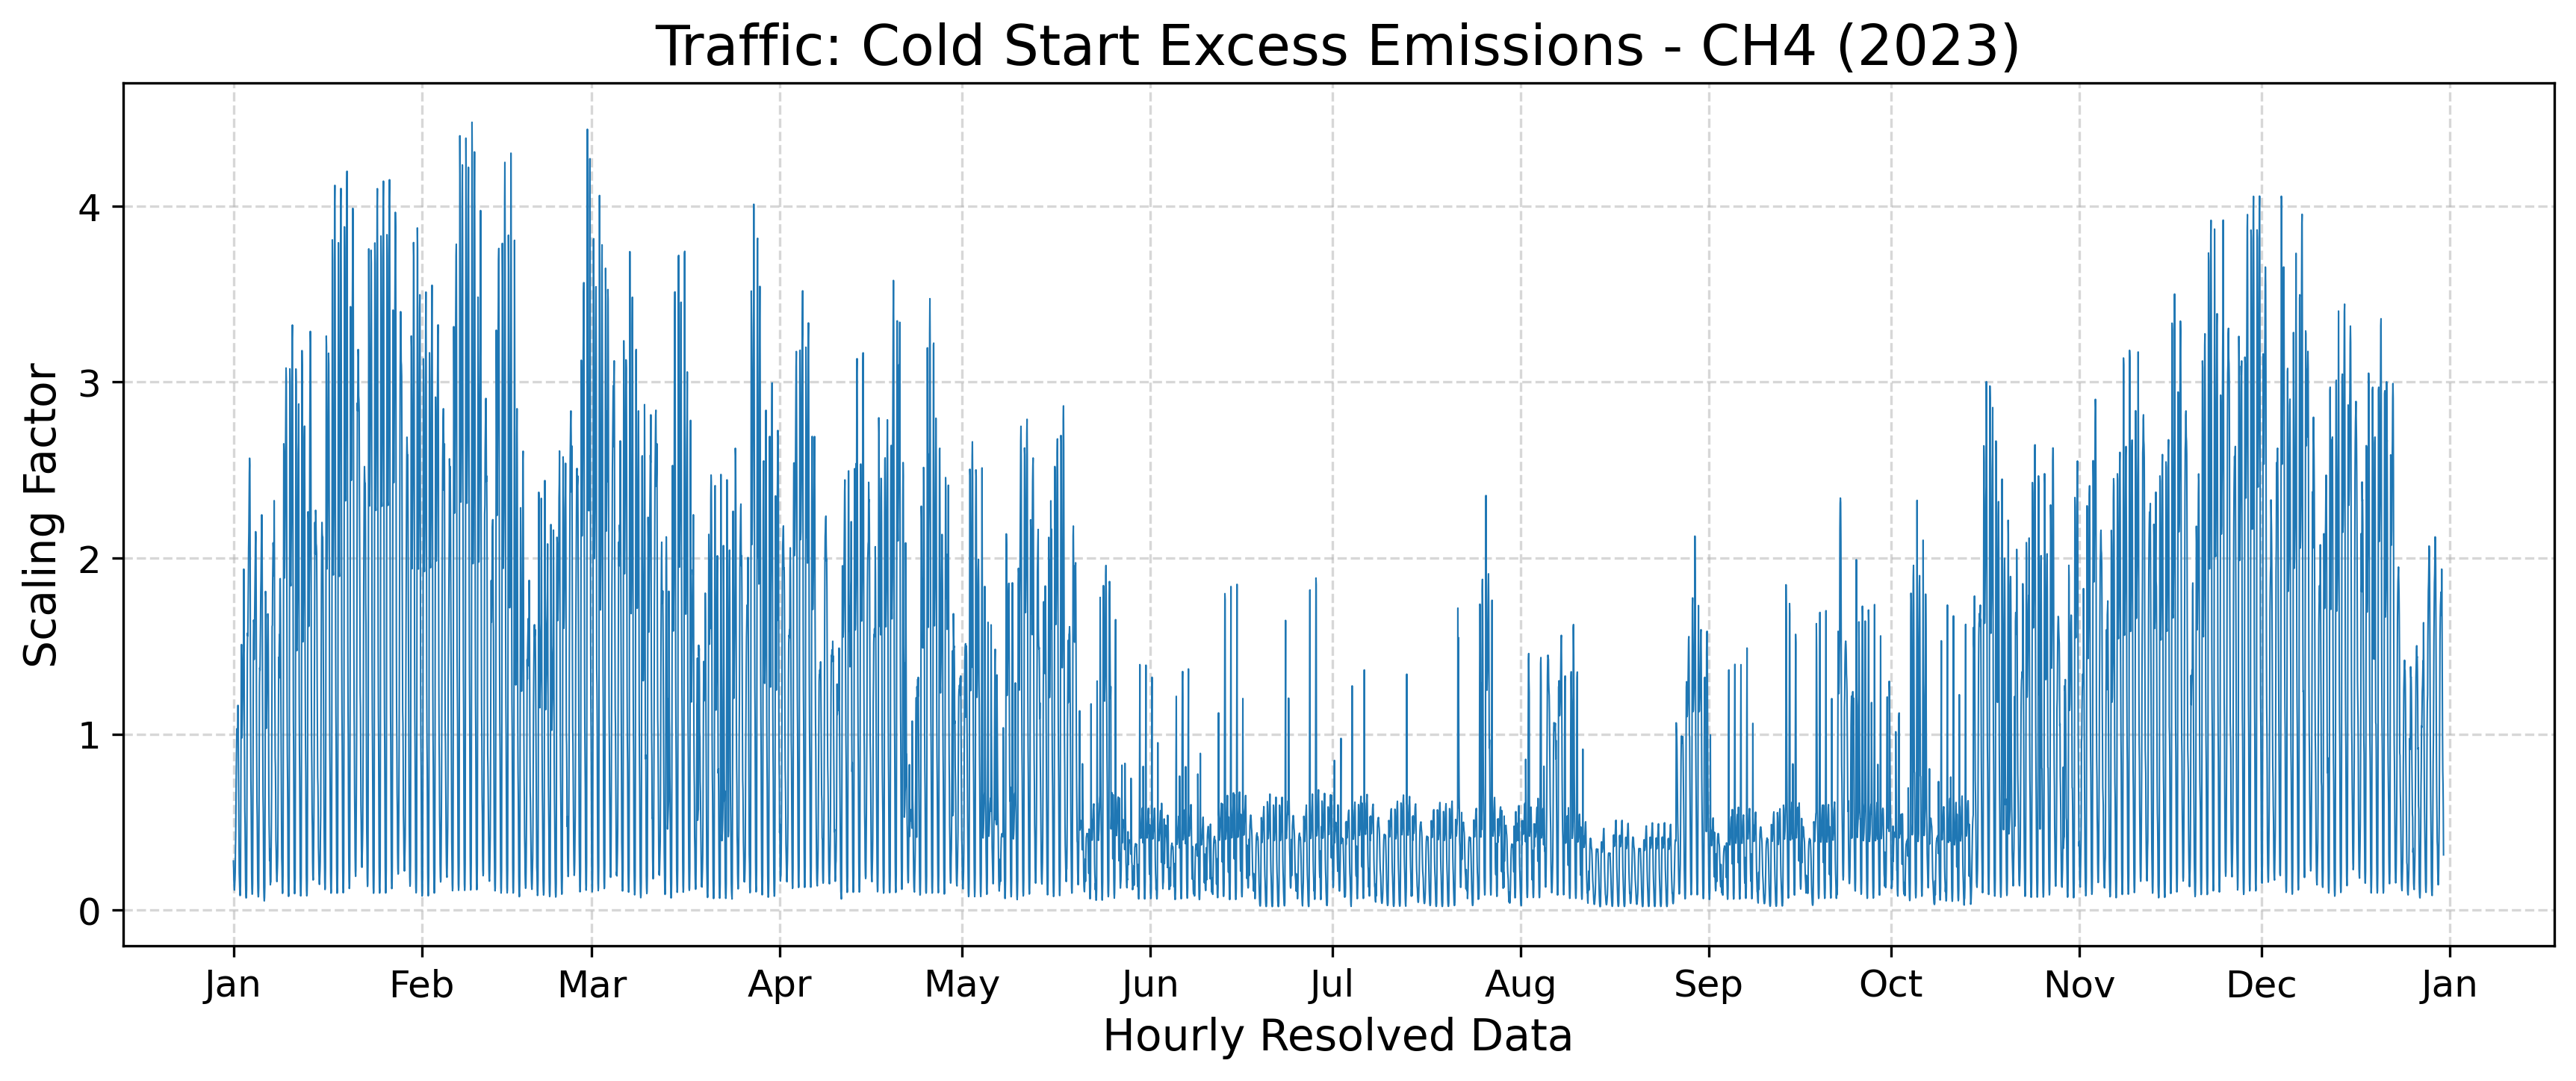 Traffic: Cold Start Excess Emissions - CH4 (2023)
Scaling Factor
4
3
2
1
0
Jan Feb Mar Apr May Jun Jul Aug Sep Oct Nov Dec Jan
Hourly Resolved Data